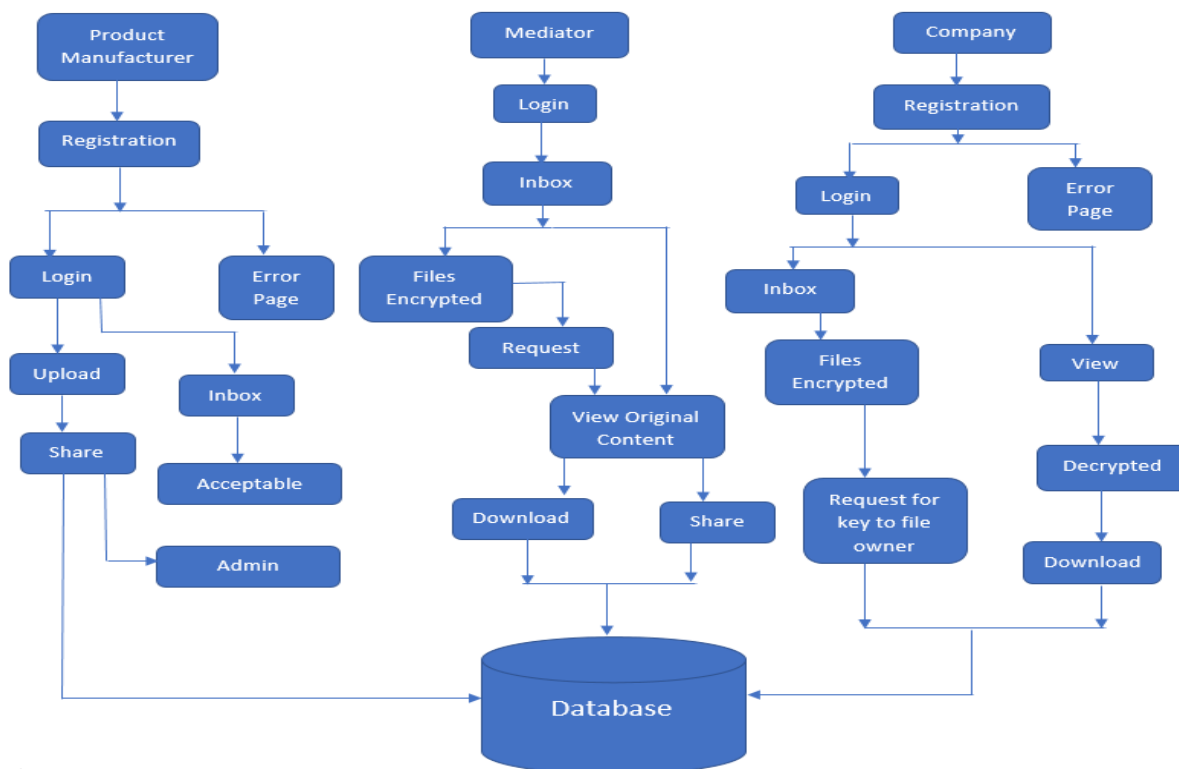 Product
Manufacturer
Registration
Login
Error
Page
Upload
Inbox
Share
Acceptable
Admin
Mediator
Login
Inbox
Files
Encrypted
Request
View Original
Content
Download
Share
Company
Registration
Login
Error
Page
Inbox
Files
Encrypted
View
Decrypted
Request for
key to file
owner
Download
Database